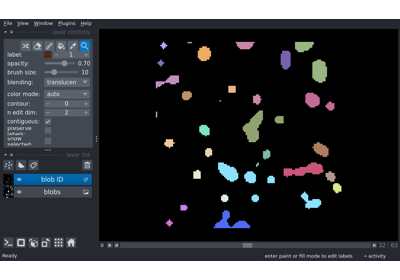 File View Window Plugins Help
layer controls
label: 1
opacity: 0.70
brush size: 10
blending: translucen
color mode: auto
contour: 0
n edit dim: 2
contiguous:
preserve
labels:
show
selected:
layer list
blob ID
blobs
0 32 63
Ready enter paint or fill mode to edit labels activity